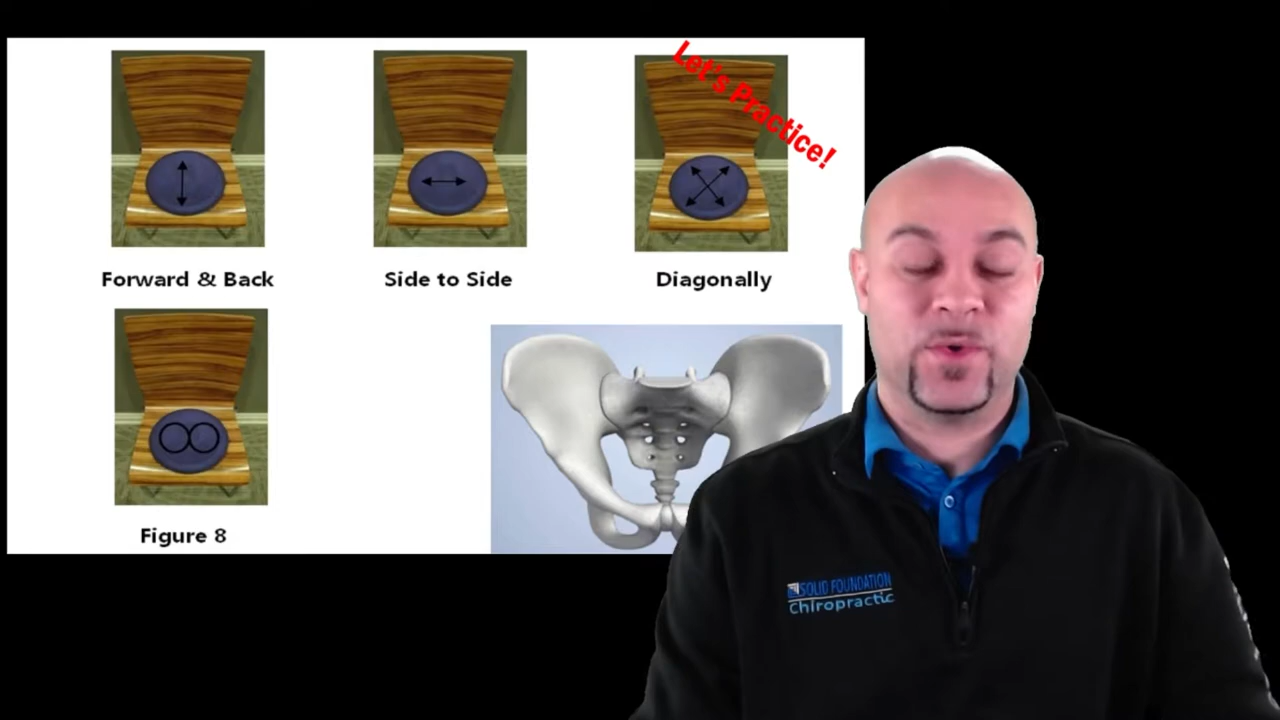 Let's Practice!
Forward & Back
Side to Side
Diagonally
Figure 8
SOLID FOUNDATION
Chiropractic